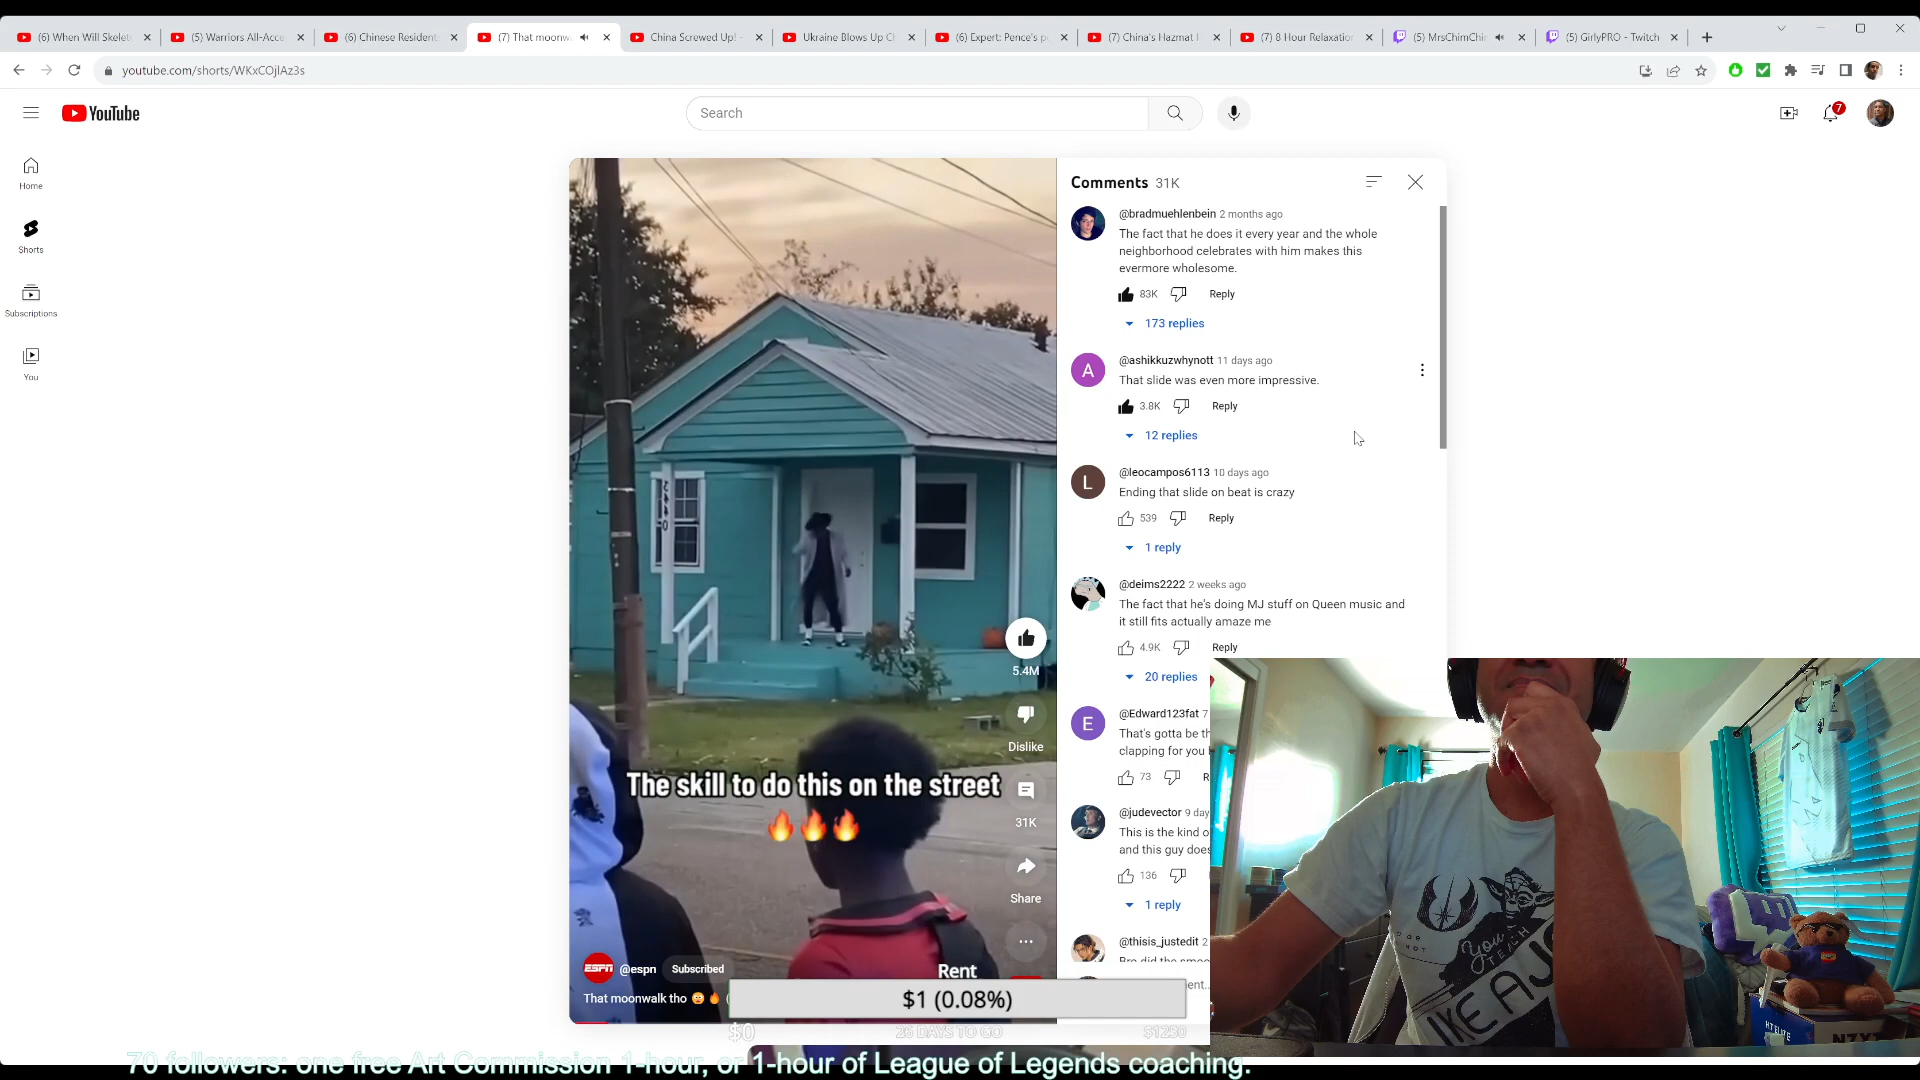 (6) When Will Skelet
(5) Warriors All-Acce
(6) Chinese Resident
(7) That moonw
China Screwed Up! -
Ukraine Blows Up C
(6) Expert: Pence's p
(7) China's Hazmat
(7) 8 Hour Relaxation
(5) MrsChimChi
(5) GirlyPRO - Twitch
youtube.com/shorts/WKxCOjlAz3s
YouTube
Search
7
Home
Shorts
Subscriptions
You
Comments 31K
@bradmuehlenbein 2 months ago
The fact that he does it every year and the whole
neighborhood celebrates with him makes this
evermore wholesome.
83K Reply
173 replies
A
@ashikkuzwhynott 11 days ago
That slide was even more impressive.
3.8K Reply
12 replies
L
@leocampos6113 10 days ago
Ending that slide on beat is crazy
539 Reply
1 reply
@deims2222 2 weeks ago
The fact that he's doing MJ stuff on Queen music and
it still fits actually amaze me
4.9K Reply
20 replies
E
@Edward123fat 7
That's gotta be th
clapping for you
73 R
@judevector 9 day
This is the kind o
and this guy does
136
1 reply
@thisis_justedit 2
5.4M
Dislike
31K
Share
The skill to do this on the street
ESPN
@espn Subscribed
That moonwalk tho
Rent
$1 (0.08%)
$0 26 DAYS TO GO $1250
70 followers: one free Art Commission 1-hour, or 1-hour of League of Legends coaching.
OR NOT
You
TEACH
LIKE A JE